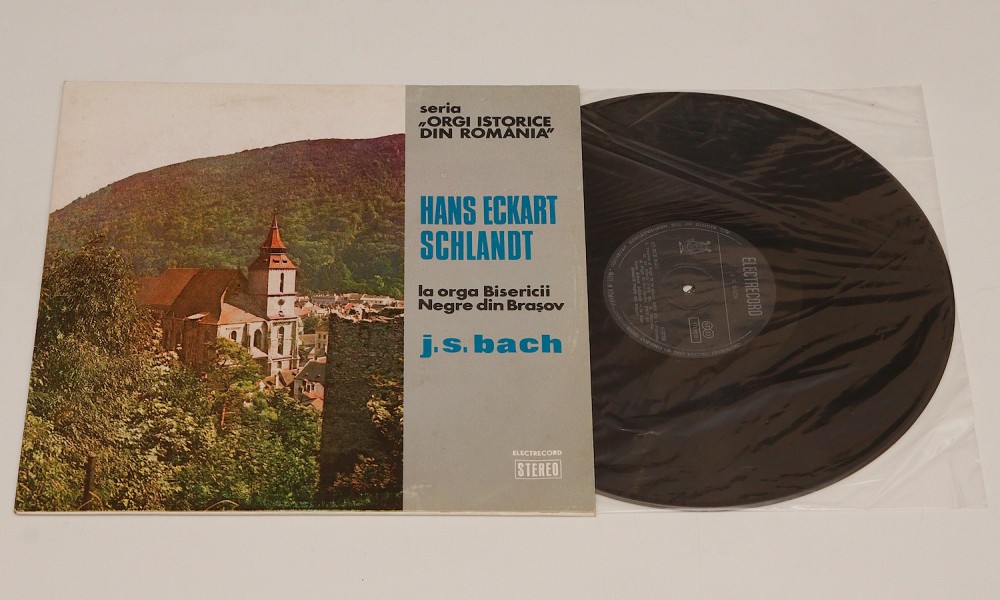 seria
„ORGI ISTORICE
DIN ROMÂNIA”
HANS ECKART
SCHLANDT
la orga Bisericii
Negre din Brașov
j.s.bach
ELECTRECORD
STEREO
ELECTRECORD